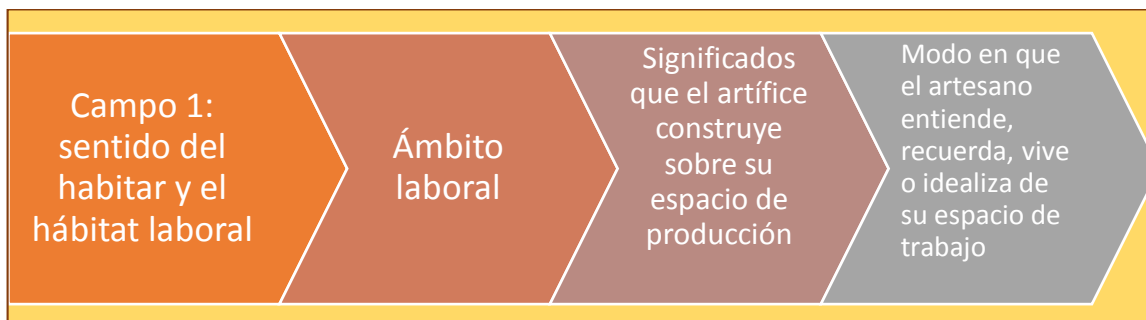 Campo 1:
sentido del
habitar y el
hábitat laboral
Ámbito
laboral
Significados
que el artífice
construye
sobre su
espacio de
producción
Modo en que
el artesano
entiende,
recuerda, vive
o idealiza de
su espacio de
trabajo